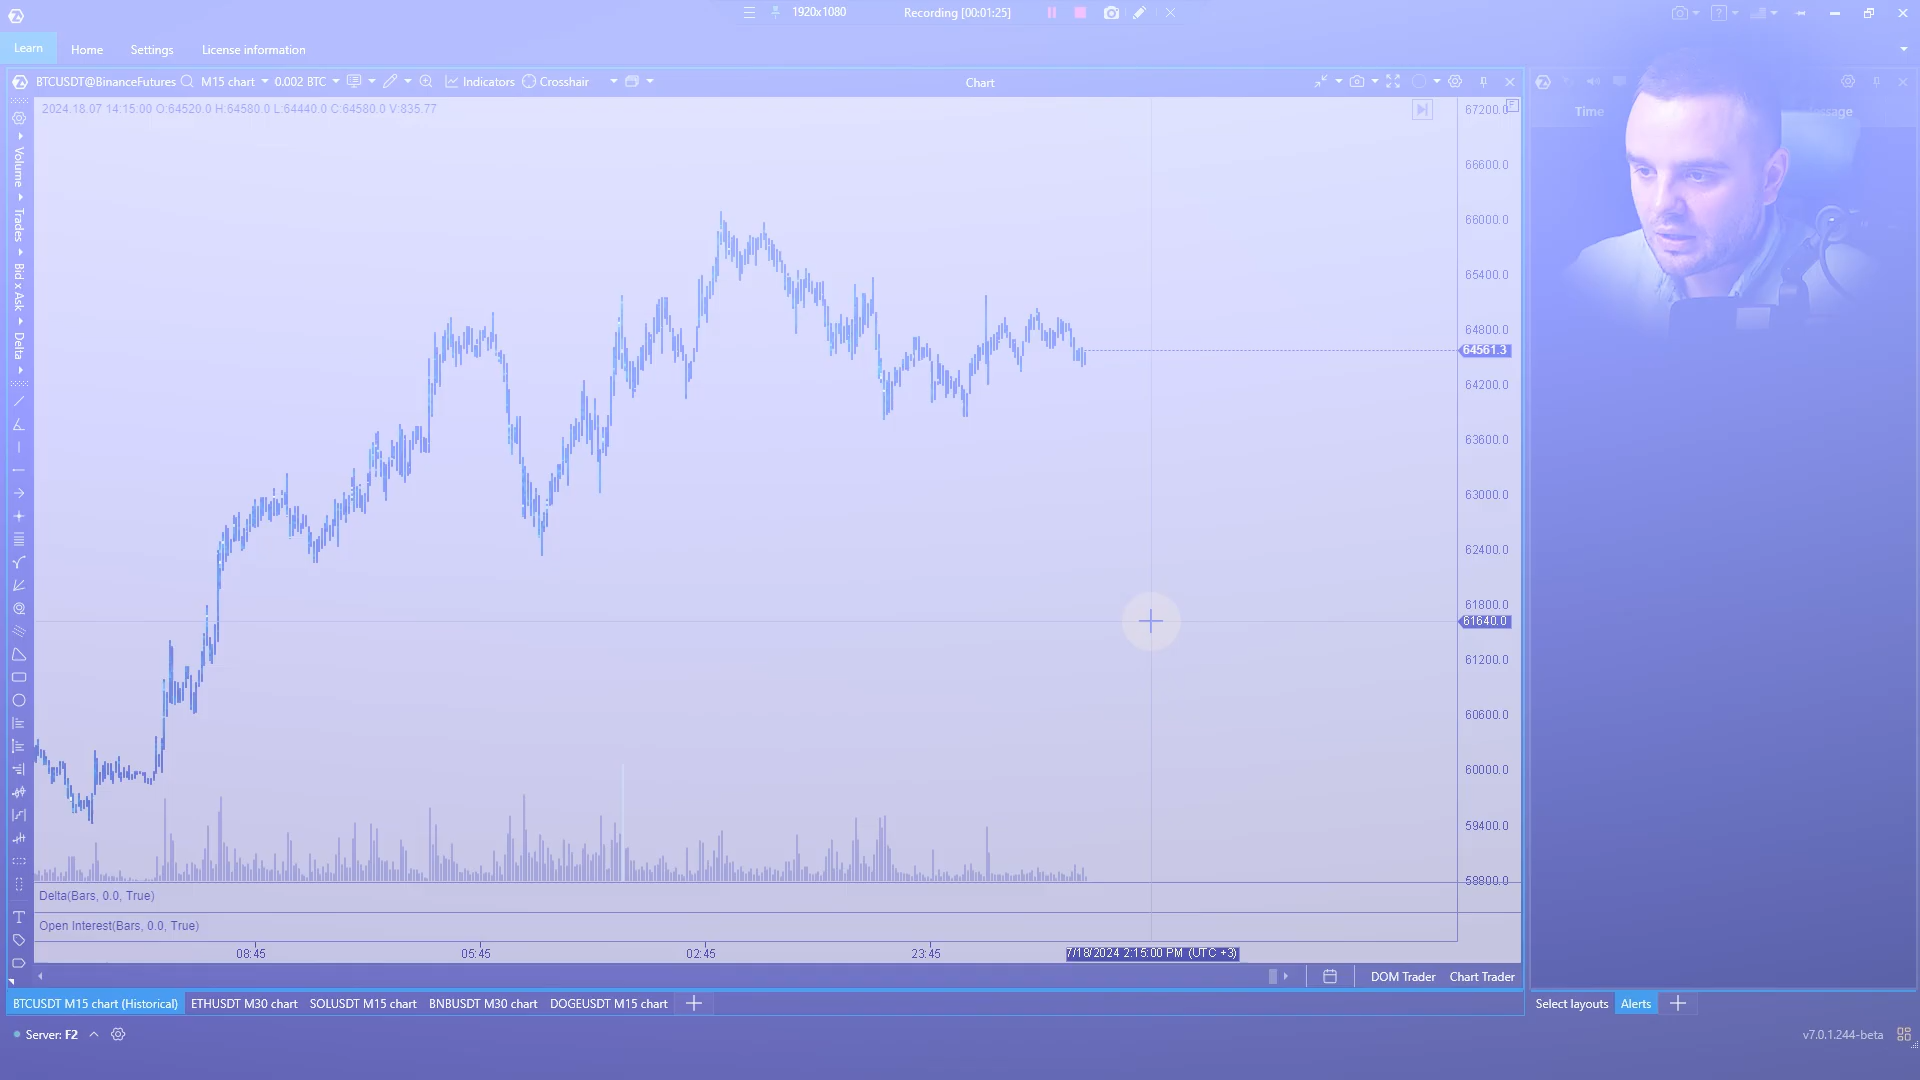 1920x1080 Recording [00:01:25]
Learn Home Settings License information
BTCUSDT@BinanceFutures M15 chart 0.002 BTC Indicators Crosshair Chart
2024.18.07 14:15:00 O:64520.0 H:64580.0 L:64440.0 C:64580.0 V:835.77
Time
Volume
Trades
Bid x Ask
Delta
67200.0
66600.0
66000.0
65400.0
64800.0
64561.3
64200.0
63600.0
63000.0
62400.0
61800.0
61640.0
61200.0
60600.0
60000.0
59400.0
58800.0
Delta(Bars, 0.0, True)
Open Interest(Bars, 0.0, True)
08:45 05:45 02:45 23:45 7/18/2024 2:15:00 PM (UTC +3)
DOM Trader Chart Trader
BTCUSDT M15 chart (Historical) ETHUSDT M30 chart SOLUSDT M15 chart BNBUSDT M30 chart DOGEUSDT M15 chart
Select layouts Alerts
Server: F2
v7.0.1.244-beta